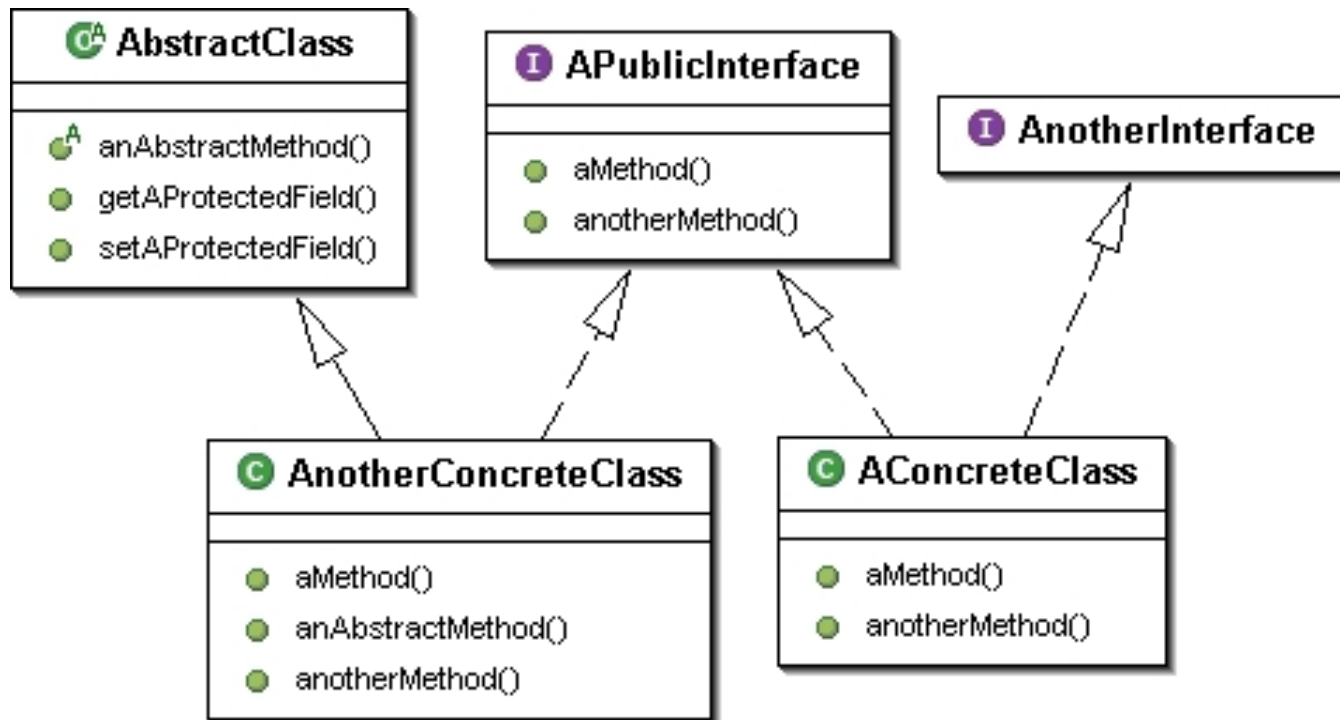 AbstractClass
anAbstractMethod()
getAProtectedField()
setAProtectedField()
APublicInterface
aMethod()
anotherMethod()
AnotherInterface
AnotherConcreteClass
aMethod()
anAbstractMethod()
anotherMethod()
AConcreteClass
aMethod()
anotherMethod()